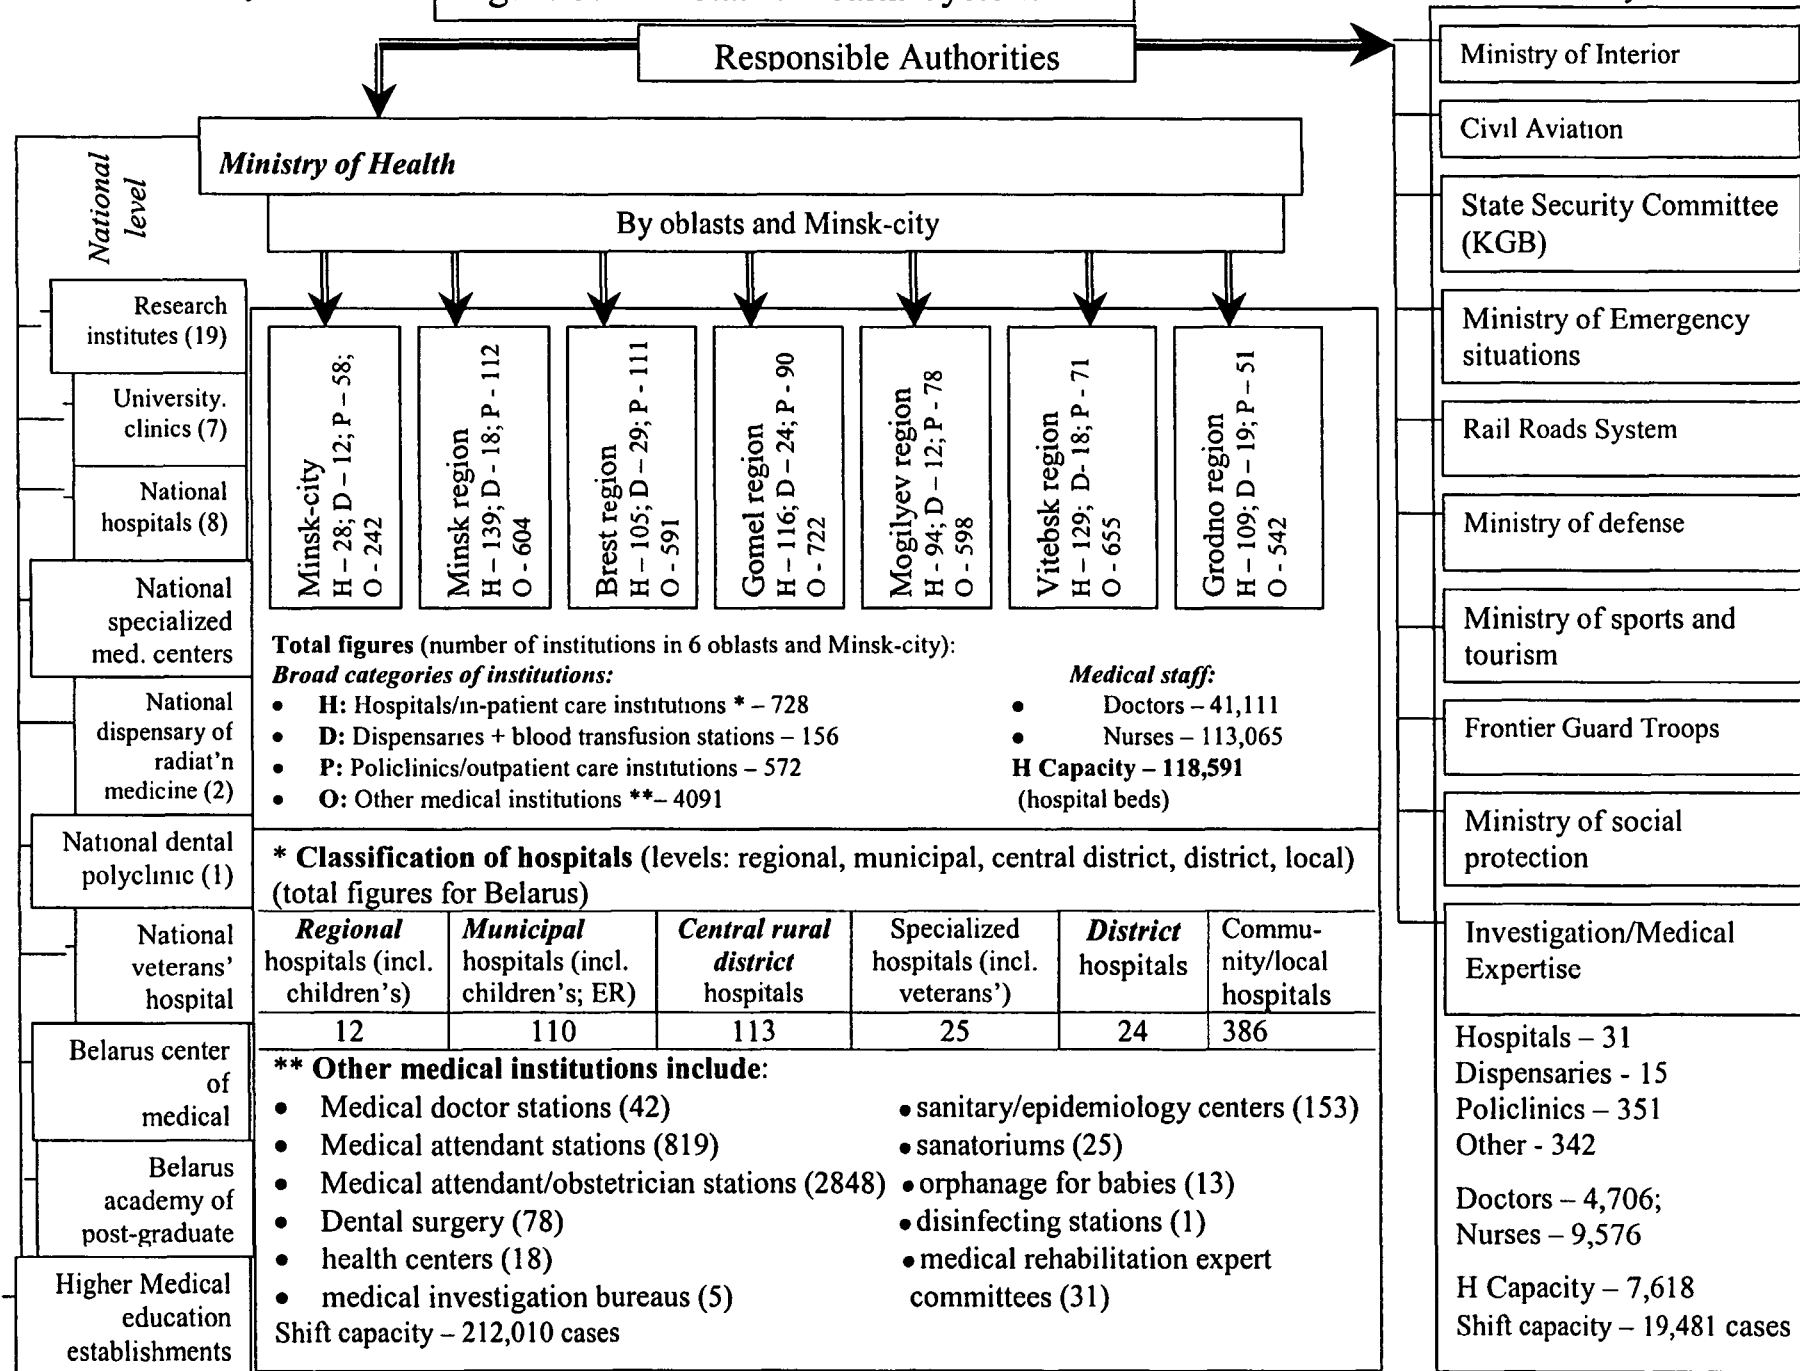 Responsible Authorities
Ministry of Health
By oblasts and Minsk-city
National
level
Research
institutes (19)
University.
clinics (7)
National
hospitals (8)
National
specialized
med. centers
National
dispensary of
radiat'n
medicine (2)
National dental
polyclinic (1)
National
veterans'
hospital
Belarus center
of
medical
Belarus
academy of
post-graduate
Higher Medical
education
establishments
Minsk-city
H – 28; D – 12; P – 58;
O - 242
Minsk region
H – 139; D - 18; P - 112
O - 604
Brest region
H – 105; D – 29; P - 111
O - 591
Gomel region
H – 116; D – 24; P - 90
O - 722
Mogilyev region
H - 94; D – 12; P - 78
O - 598
Vitebsk region
H – 129; D- 18; P - 71
O - 655
Grodno region
H – 109; D – 19; P – 51
O - 542
Total figures (number of institutions in 6 oblasts and Minsk-city):
Broad categories of institutions:
• H: Hospitals/in-patient care institutions * – 728
• D: Dispensaries + blood transfusion stations – 156
• P: Policlinics/outpatient care institutions – 572
• O: Other medical institutions **– 4091
Medical staff:
• Doctors – 41,111
• Nurses – 113,065
H Capacity – 118,591
(hospital beds)
* Classification of hospitals (levels: regional, municipal, central district, district, local)
(total figures for Belarus)
Regional
hospitals (incl.
children's)
Municipal
hospitals (incl.
children's; ER)
Central rural
district
hospitals
Specialized
hospitals (incl.
veterans')
District
hospitals
Commu-
nity/local
hospitals
12 110 113 25 24 386
** Other medical institutions include:
• Medical doctor stations (42)
• Medical attendant stations (819)
• Medical attendant/obstetrician stations (2848)
• Dental surgery (78)
• health centers (18)
• medical investigation bureaus (5)
Shift capacity – 212,010 cases
• sanitary/epidemiology centers (153)
• sanatoriums (25)
• orphanage for babies (13)
• disinfecting stations (1)
• medical rehabilitation expert
committees (31)
Ministry of Interior
Civil Aviation
State Security Committee
(KGB)
Ministry of Emergency
situations
Rail Roads System
Ministry of defense
Ministry of sports and
tourism
Frontier Guard Troops
Ministry of social
protection
Investigation/Medical
Expertise
Hospitals – 31
Dispensaries - 15
Policlinics – 351
Other - 342
Doctors – 4,706;
Nurses – 9,576
H Capacity – 7,618
Shift capacity – 19,481 cases